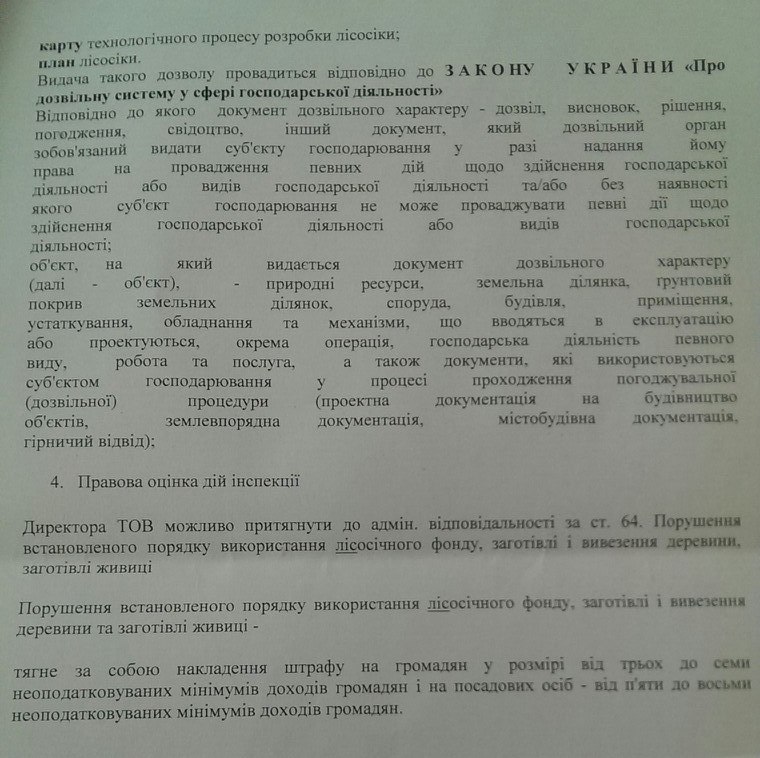 карту технологічного процесу розробки лісосіки;
план лісосіки.
Видача такого дозволу провадиться відповідно до ЗАКОНУ УКРАЇНИ «Про
дозвільну систему у сфері господарської діяльності»
Відповідно до якого документ дозвільного характеру - дозвіл, висновок, рішення,
погодження, свідоцтво, інший документ, який дозвільний орган
зобов'язаний видати суб'єкту господарювання у разі надання йому
права на провадження певних дій щодо здійснення господарської
діяльності або видів господарської діяльності та/або без наявності
якого суб'єкт господарювання не може проваджувати певні дії щодо
здійснення господарської діяльності або видів господарської
діяльності;
об'єкт, на який видається документ дозвільного характеру
(далі - об'єкт), - природні ресурси, земельна ділянка, ґрунтовий
покрив земельних ділянок, споруда, будівля, приміщення,
устаткування, обладнання та механізми, що вводяться в експлуатацію
або проектуються, окрема операція, господарська діяльність певного
виду, робота та послуга, а також документи, які використовуються
суб'єктом господарювання у процесі проходження погоджувальної
(дозвільної) процедури (проектна документація на будівництво
об'єктів, землевпорядна документація, містобудівна документація,
гірничий відвід);
4. Правова оцінка дій інспекції
Директора ТОВ можливо притягнути до адмін. відповідальності за ст. 64. Порушення
встановленого порядку використання лісосічного фонду, заготівлі і вивезення деревини,
заготівлі живиці
Порушення встановленого порядку використання лісосічного фонду, заготівлі і вивезення
деревини та заготівлі живиці -
тягне за собою накладення штрафу на громадян у розмірі від трьох до семи
неоподатковуваних мінімумів доходів громадян і на посадових осіб - від п'яти до восьми
неоподатковуваних мінімумів доходів громадян.